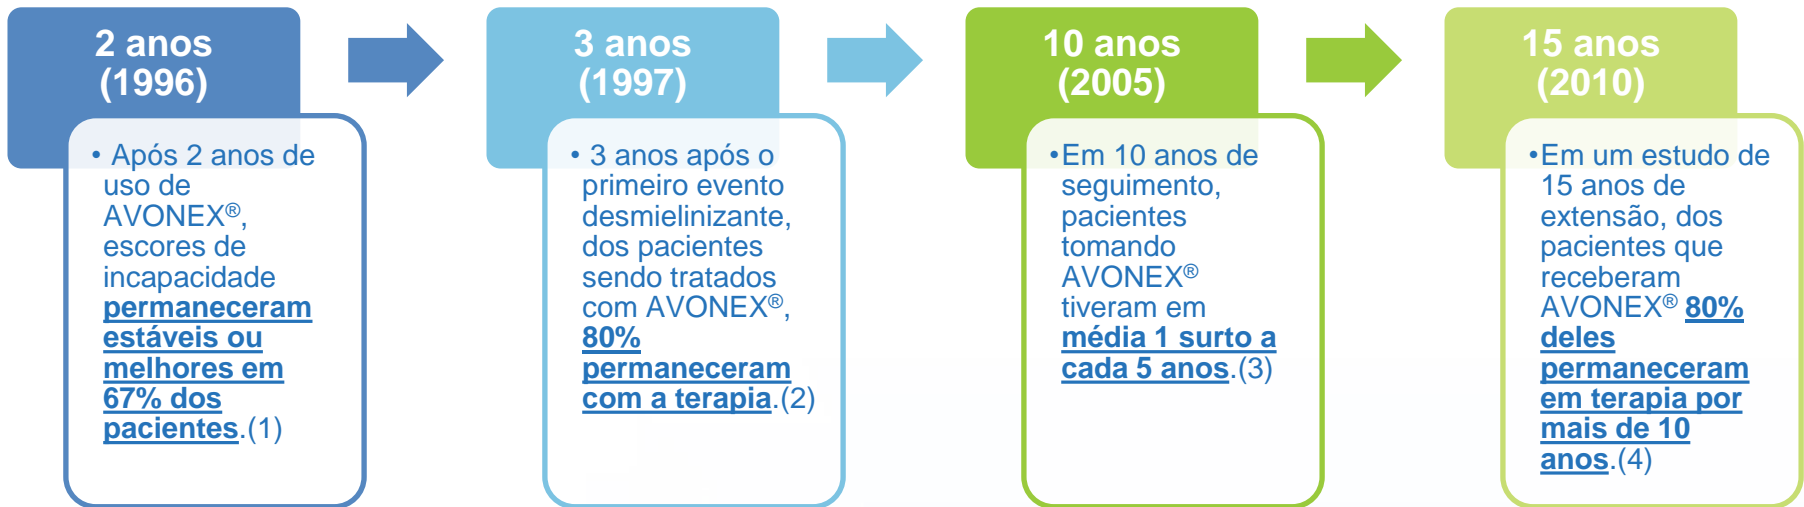 2 anos
(1996)
• Após 2 anos de
uso de
AVONEX®,
escores de
incapacidade
permaneceram
estáveis ou
melhores em
67% dos
pacientes.(1)
3 anos
(1997)
• 3 anos após o
primeiro evento
desmielinizante,
dos pacientes
sendo tratados
com AVONEX®,
80%
permaneceram
com a terapia.(2)
10 anos
(2005)
•Em 10 anos de
seguimento,
pacientes
tomando
AVONEX®
tiveram em
média 1 surto a
cada 5 anos.(3)
15 anos
(2010)
•Em um estudo de
15 anos de
extensão, dos
pacientes que
receberam
AVONEX® 80%
deles
permaneceram
em terapia por
mais de 10
anos.(4)